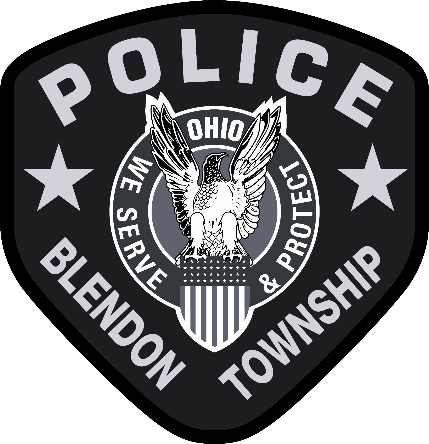 POLICE
OHIO
WE SERVE & PROTECT
BLENDON TOWNSHIP